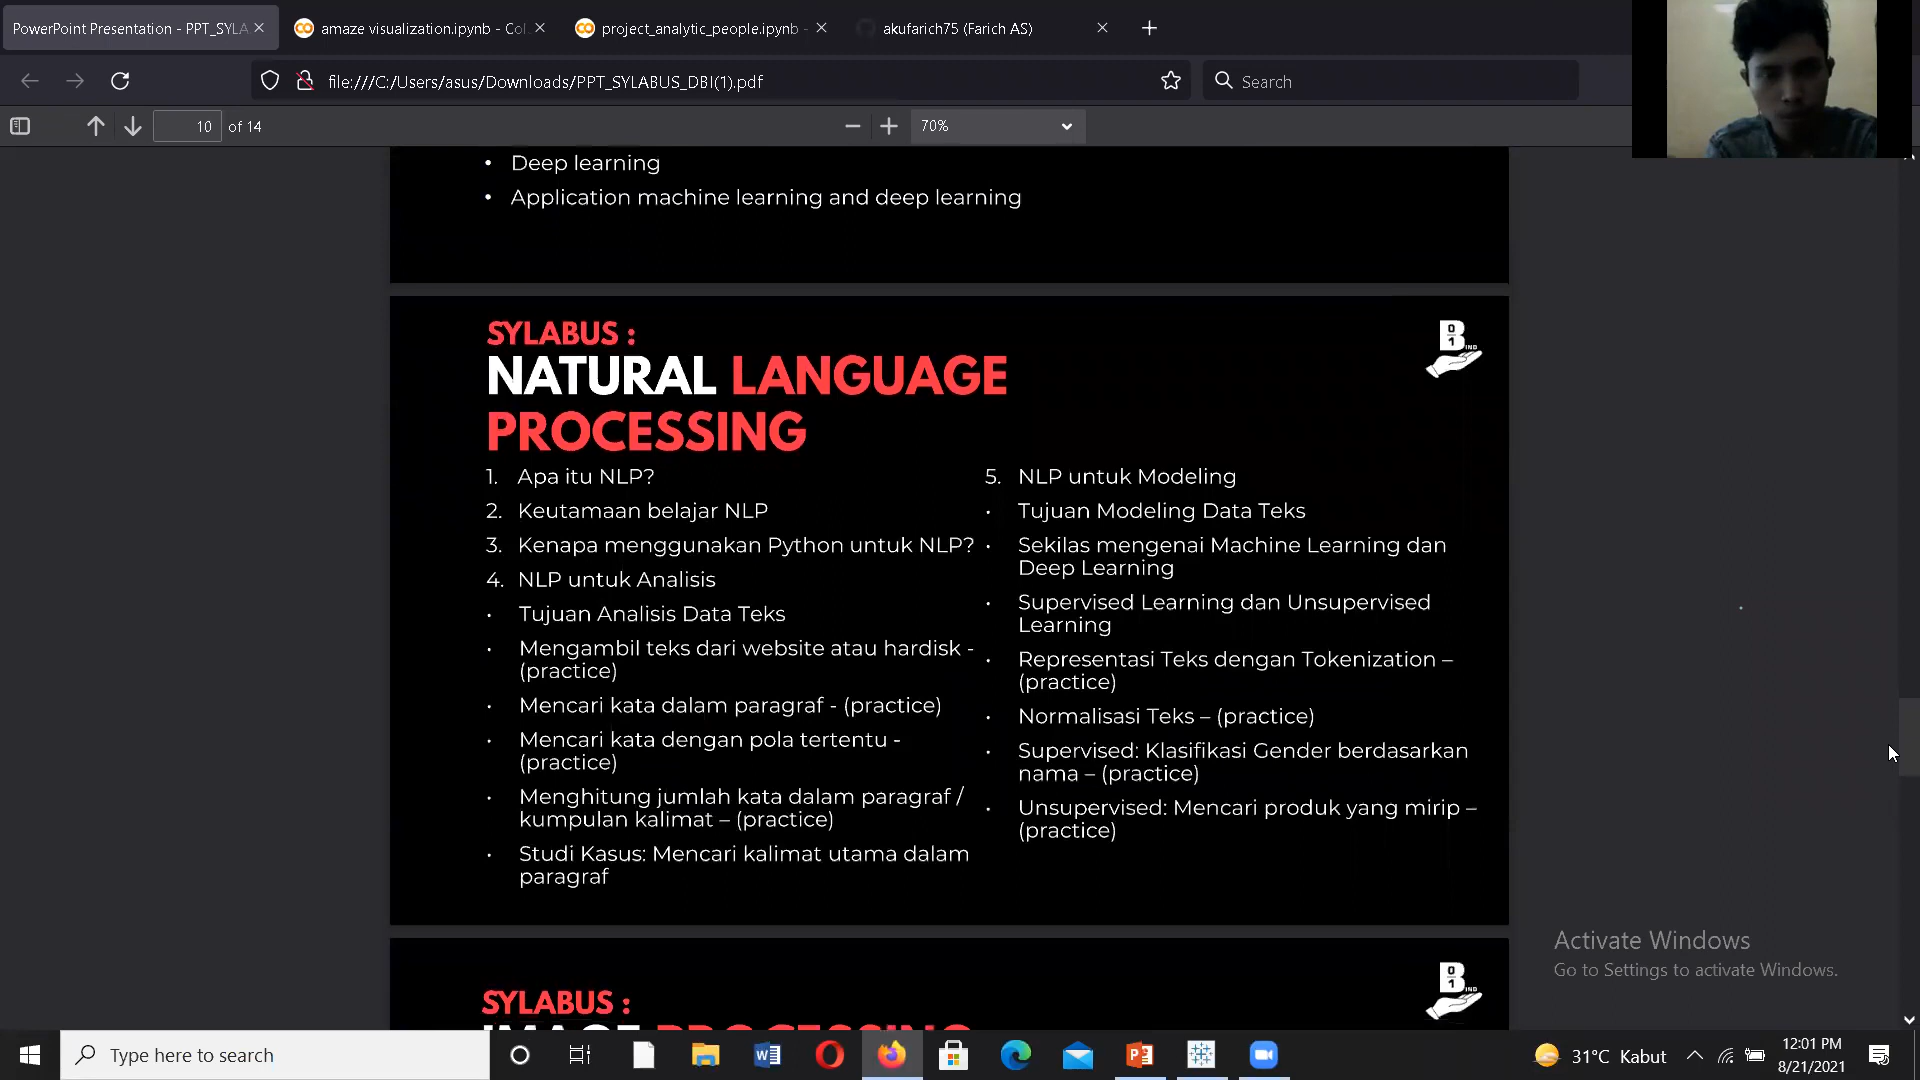 PowerPoint Presentation - PPT_SYLA
amaze visualization.ipynb - Col
project_analytic_people.ipynb -
akufarich75 (Farich AS)
file:///C:/Users/asus/Downloads/PPT_SYLABUS_DBI(1).pdf
Search
10 of 14
70%
• Deep learning
• Application machine learning and deep learning
SYLABUS :
NATURAL LANGUAGE
PROCESSING
1. Apa itu NLP?
2. Keutamaan belajar NLP
3. Kenapa menggunakan Python untuk NLP?
4. NLP untuk Analisis
• Tujuan Analisis Data Teks
• Mengambil teks dari website atau hardisk -
(practice)
• Mencari kata dalam paragraf - (practice)
• Mencari kata dengan pola tertentu -
(practice)
• Menghitung jumlah kata dalam paragraf /
kumpulan kalimat – (practice)
• Studi Kasus: Mencari kalimat utama dalam
paragraf
5. NLP untuk Modeling
• Tujuan Modeling Data Teks
• Sekilas mengenai Machine Learning dan
Deep Learning
• Supervised Learning dan Unsupervised
Learning
• Representasi Teks dengan Tokenization –
(practice)
• Normalisasi Teks – (practice)
• Supervised: Klasifikasi Gender berdasarkan
nama – (practice)
• Unsupervised: Mencari produk yang mirip –
(practice)
0
B
1 IND
SYLABUS :
IMAGE PROCESSING
0
B
1 IND
Activate Windows
Go to Settings to activate Windows.
Type here to search
31°C Kabut
12:01 PM
8/21/2021